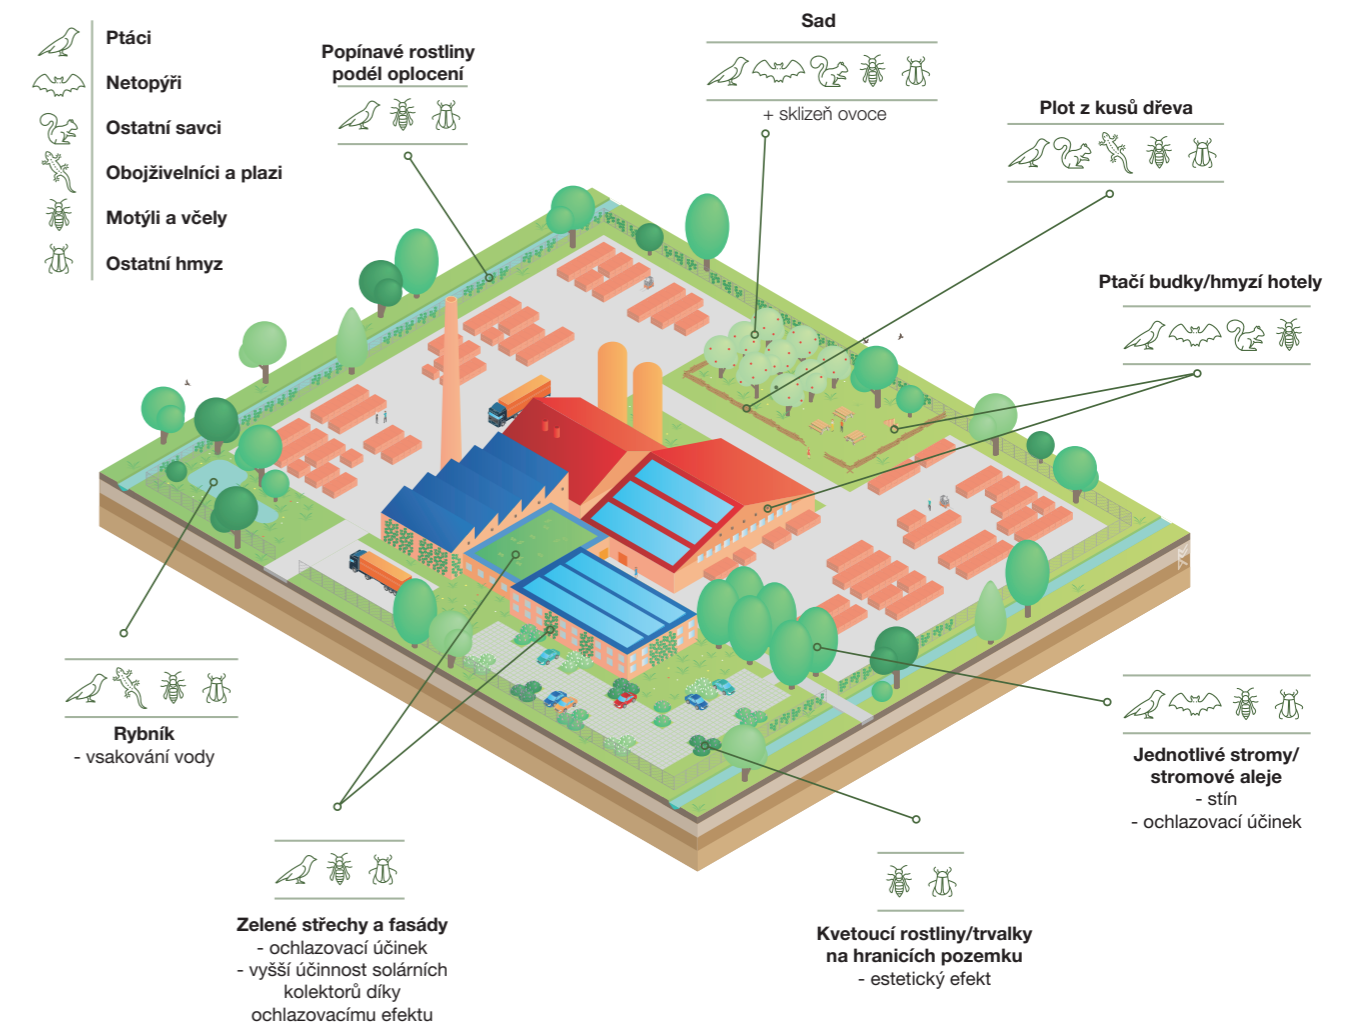 Ptáci
Netopýři
Ostatní savci
Obojživelníci a plazi
Motýli a včely
Ostatní hmyz
Popínavé rostliny
podél oplocení
Sad
+ sklizeň ovoce
Plot z kusů dřeva
Ptačí budky/hmyzí hotely
Rybník
- vsakování vody
Jednotlivé stromy/
stromové aleje
- stín
- ochlazovací účinek
Zelené střechy a fasády
- ochlazovací účinek
- vyšší účinnost solárních
kolektorů díky
ochlazovacímu efektu
Kvetoucí rostliny/trvalky
na hranicích pozemku
- estetický efekt